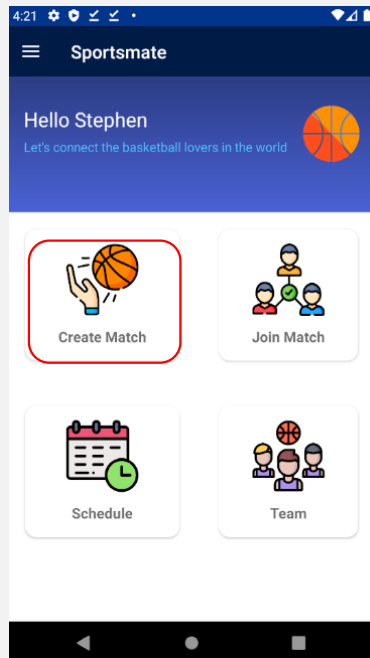 4:21
Sportsmate
Hello Stephen
Let's connect the basketball lovers in the world
Create Match
Join Match
Schedule
Team